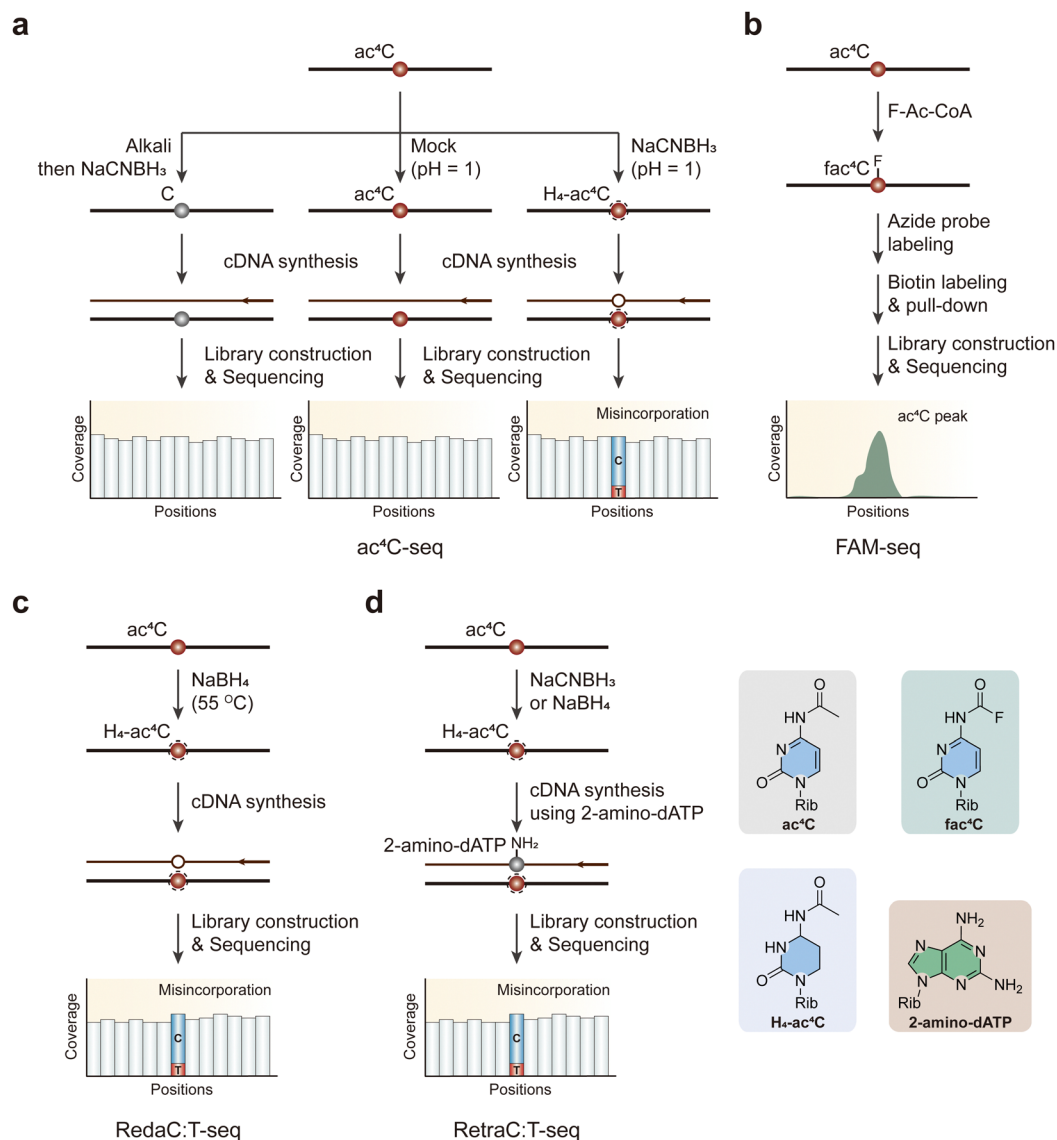 a
ac⁴C
Alkali
then NaCNBH₃
Mock
(pH = 1)
NaCNBH₃
(pH = 1)
C
ac⁴C
H₄-ac⁴C
cDNA synthesis
cDNA synthesis
Library construction
& Sequencing
Library construction
& Sequencing
Coverage
Positions
Coverage
Positions
Misincorporation
Coverage
C
T
Positions
ac⁴C-seq
b
ac⁴C
F-Ac-CoA
F
fac⁴C
Azide probe
labeling
Biotin labeling
& pull-down
Library construction
& Sequencing
ac⁴C peak
Coverage
Positions
FAM-seq
c
ac⁴C
NaBH₄
(55 ᴼC)
H₄-ac⁴C
cDNA synthesis
Library construction
& Sequencing
Misincorporation
Coverage
C
T
Positions
RedaC:T-seq
d
ac⁴C
NaCNBH₃
or NaBH₄
H₄-ac⁴C
cDNA synthesis
using 2-amino-dATP
2-amino-dATP NH₂
Library construction
& Sequencing
Misincorporation
Coverage
C
T
Positions
RetraC:T-seq
O
HN
N
O
N
Rib
ac⁴C
O
HN
F
N
O
N
Rib
fac⁴C
O
HN
HN
O
N
Rib
H₄-ac⁴C
NH₂
N
N
N
N
NH₂
Rib
2-amino-dATP